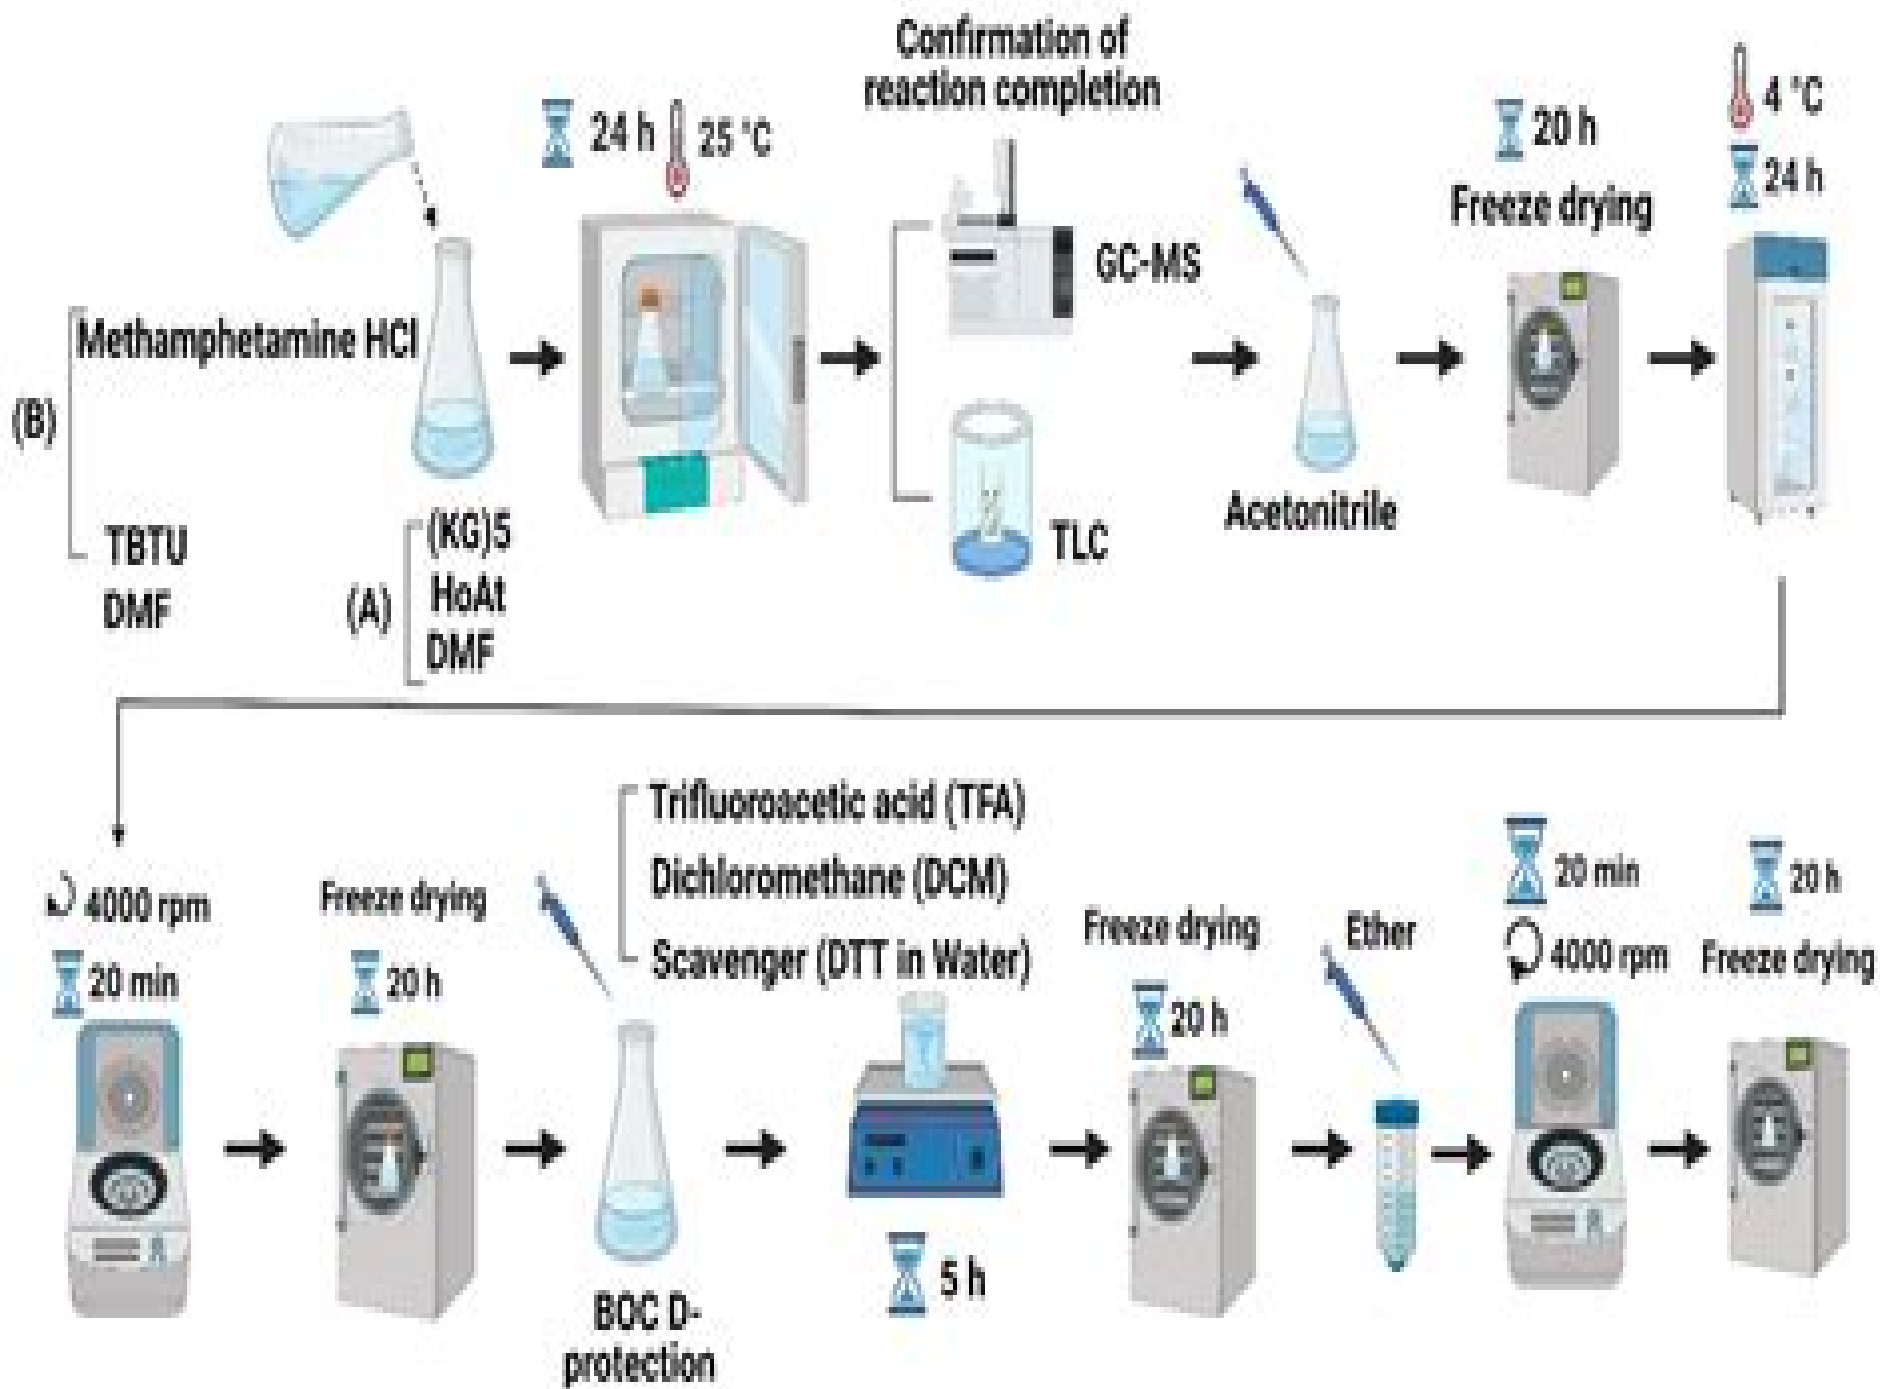 Confirmation of
reaction completion
24 h
25 °C
20 h
Freeze drying
4 °C
24 h
GC-MS
Methamphetamine HCl
(B)
TBTU
DMF
(A)
(KG)5
HoAt
DMF
TLC
Acetonitrile
4000 rpm
20 min
Freeze drying
20 h
Trifluoroacetic acid (TFA)
Dichloromethane (DCM)
Scavenger (DTT in Water)
BOC D-
protection
5 h
Freeze drying
20 h
Ether
20 min
4000 rpm
20 h
Freeze drying